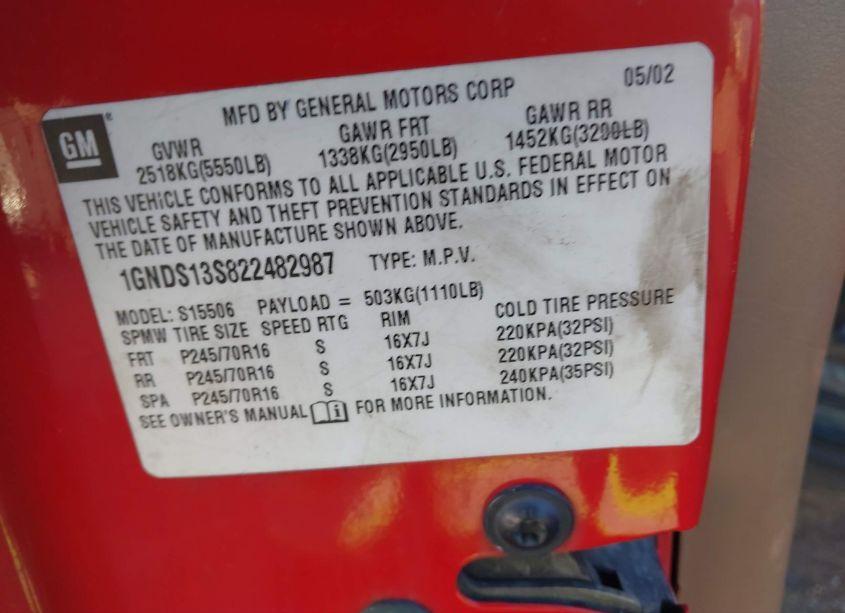 GM ®
MFD BY GENERAL MOTORS CORP 05/02
GVWR GAWR FRT GAWR RR
2518KG(5550LB) 1338KG(2950LB) 1452KG(3200LB)
THIS VEHICLE CONFORMS TO ALL APPLICABLE U.S. FEDERAL MOTOR
VEHICLE SAFETY AND THEFT PREVENTION STANDARDS IN EFFECT ON
THE DATE OF MANUFACTURE SHOWN ABOVE.
1GNDS13S822482987 TYPE: M.P.V.
MODEL: S15506 PAYLOAD = 503KG(1110LB)
SPMW TIRE SIZE SPEED RTG RIM COLD TIRE PRESSURE
FRT P245/70R16 S 16X7J 220KPA(32PSI)
RR P245/70R16 S 16X7J 220KPA(32PSI)
SPA P245/70R16 S 16X7J 240KPA(35PSI)
SEE OWNER'S MANUAL i FOR MORE INFORMATION.